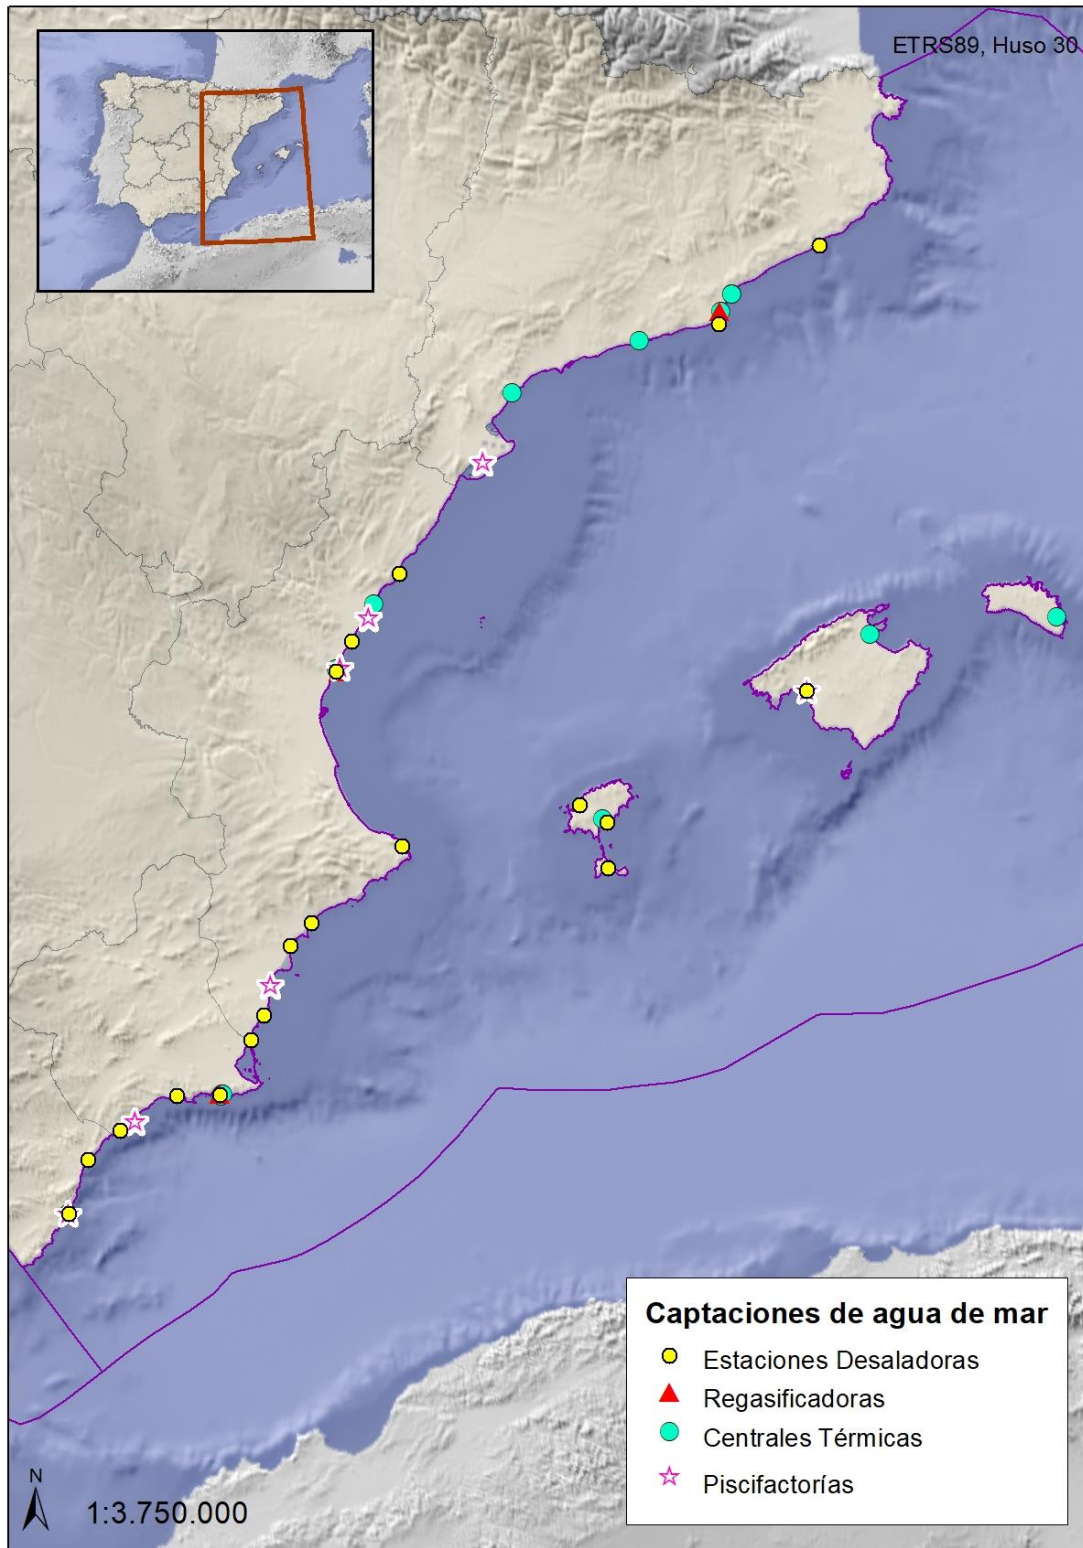 ETRS89, Huso 30
Captaciones de agua de mar
Estaciones Desaladoras
Regasificadoras
Centrales Térmicas
Piscifactorías
N
1:3.750.000